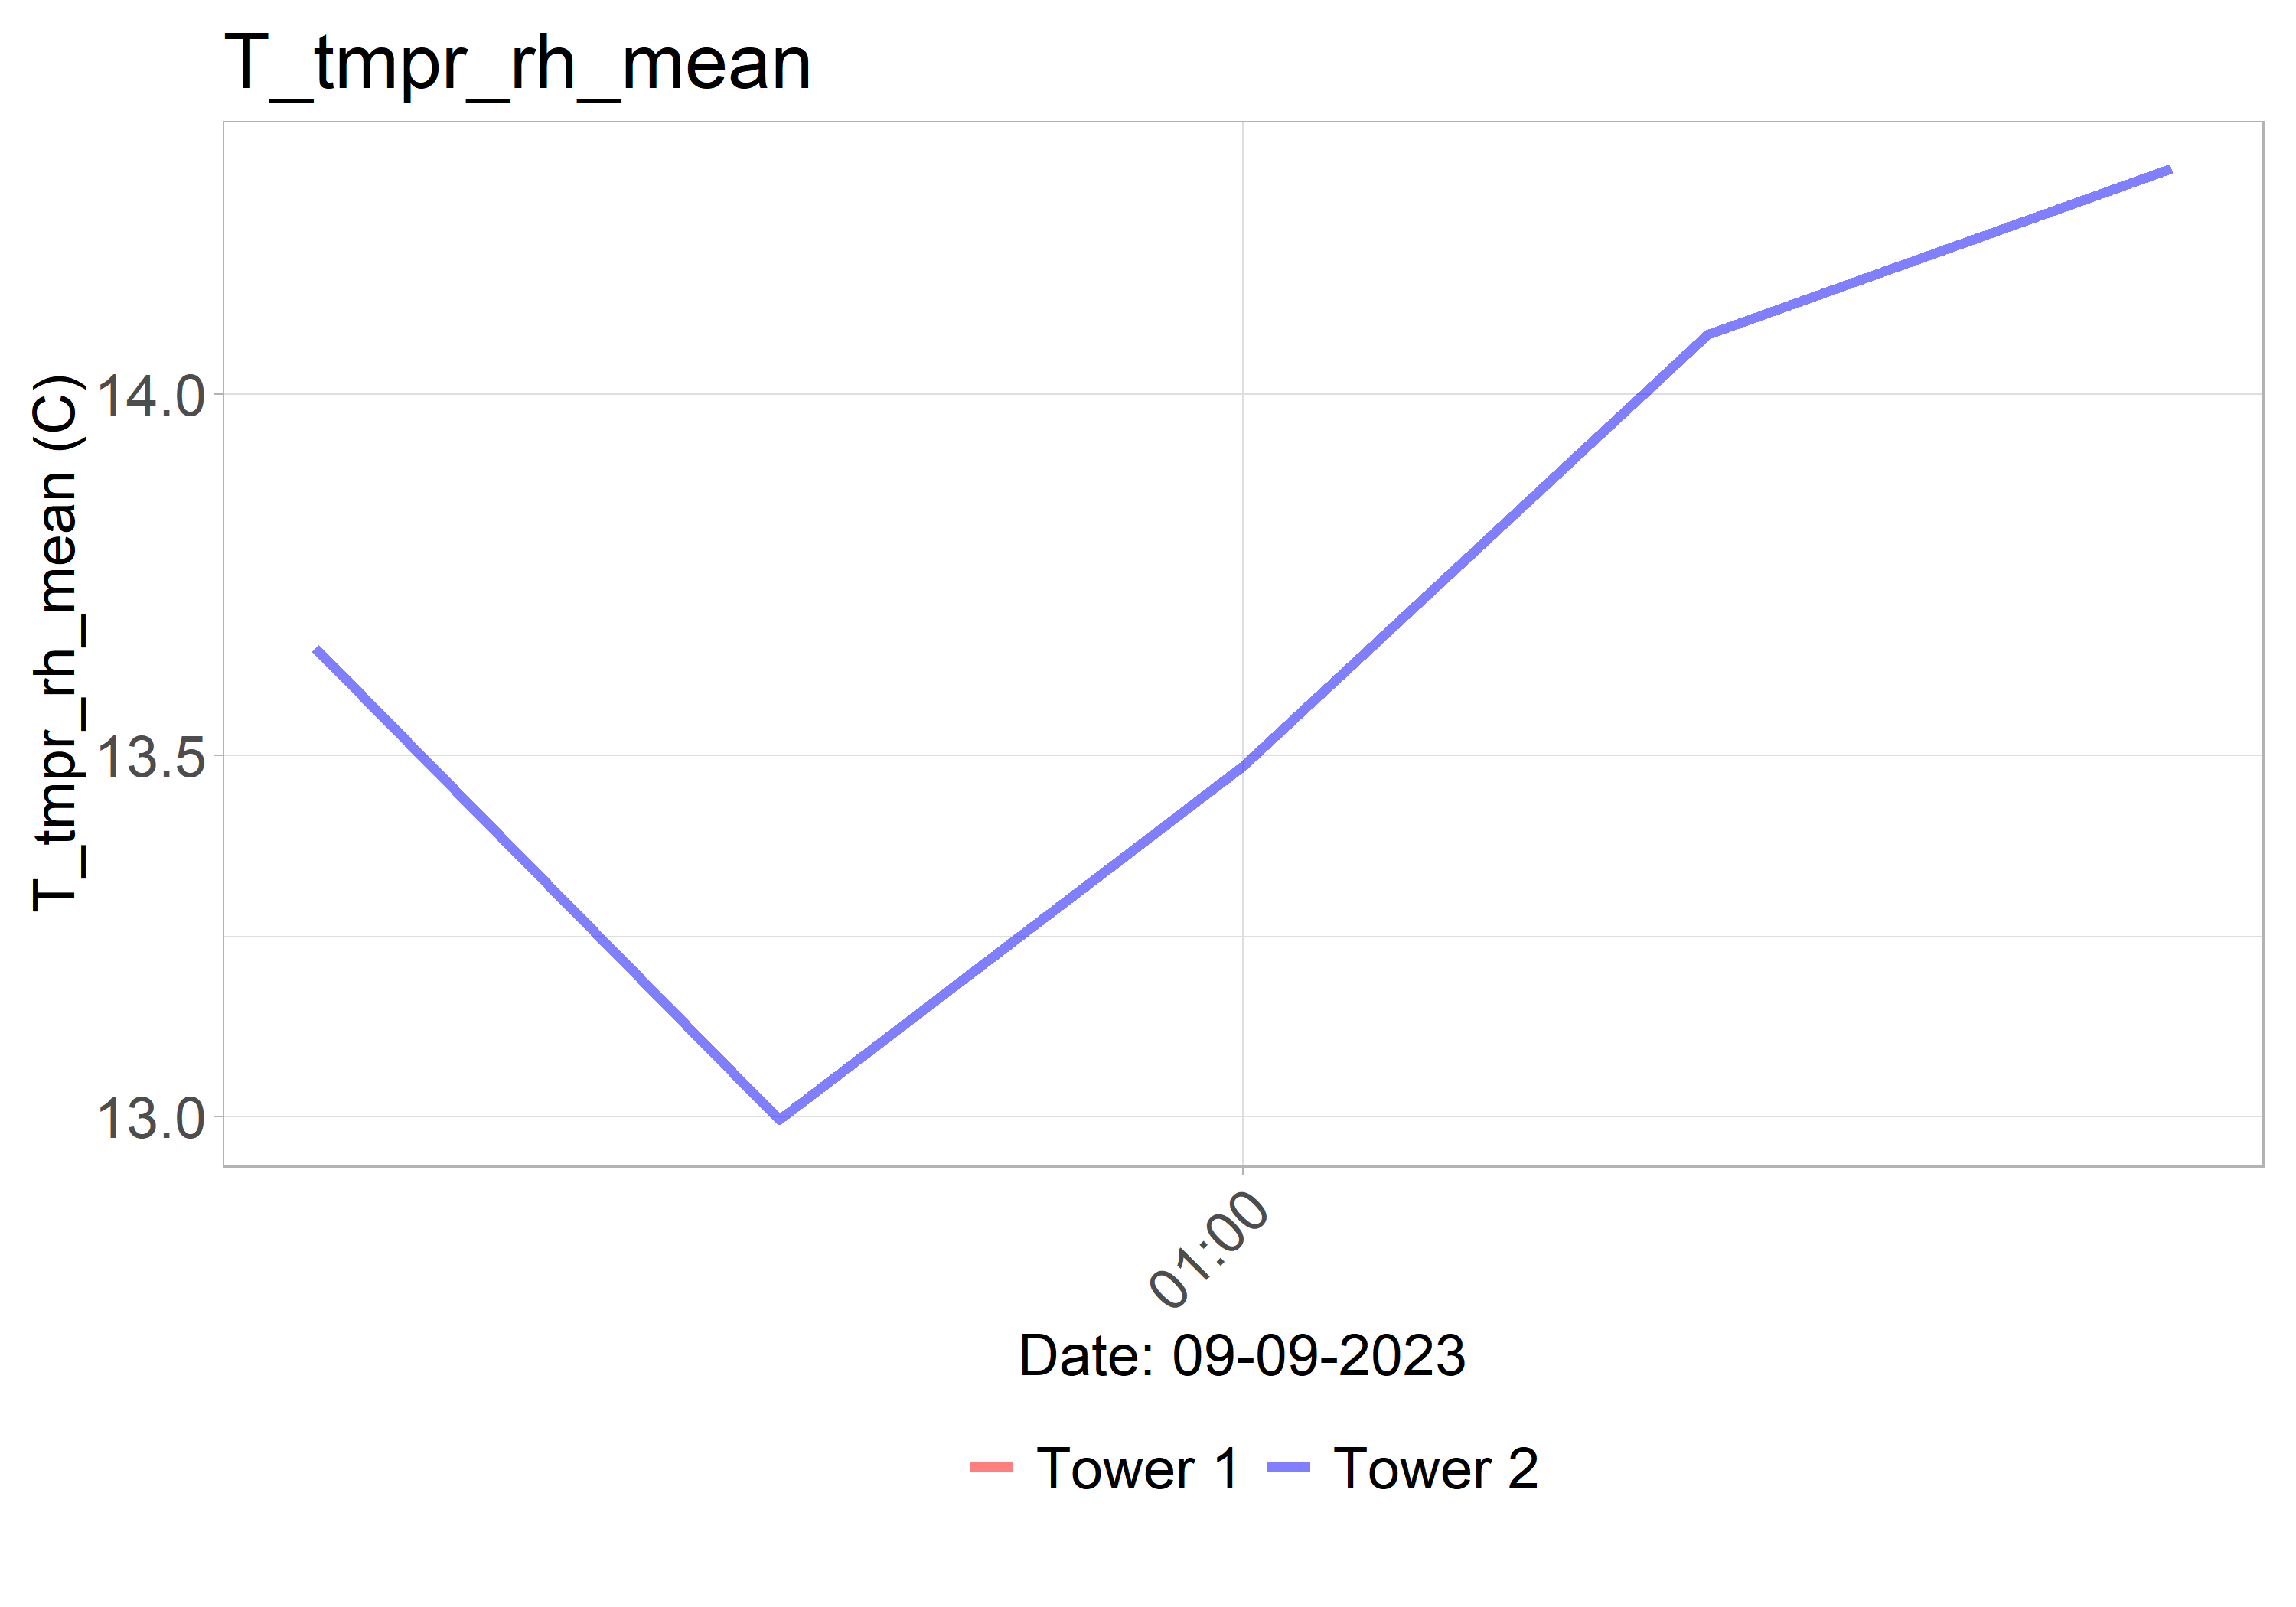 T_tmpr_rh_mean
T_tmpr_rh_mean (C)
14.0
13.5
13.0
01:00
Date: 09-09-2023
Tower 1 Tower 2